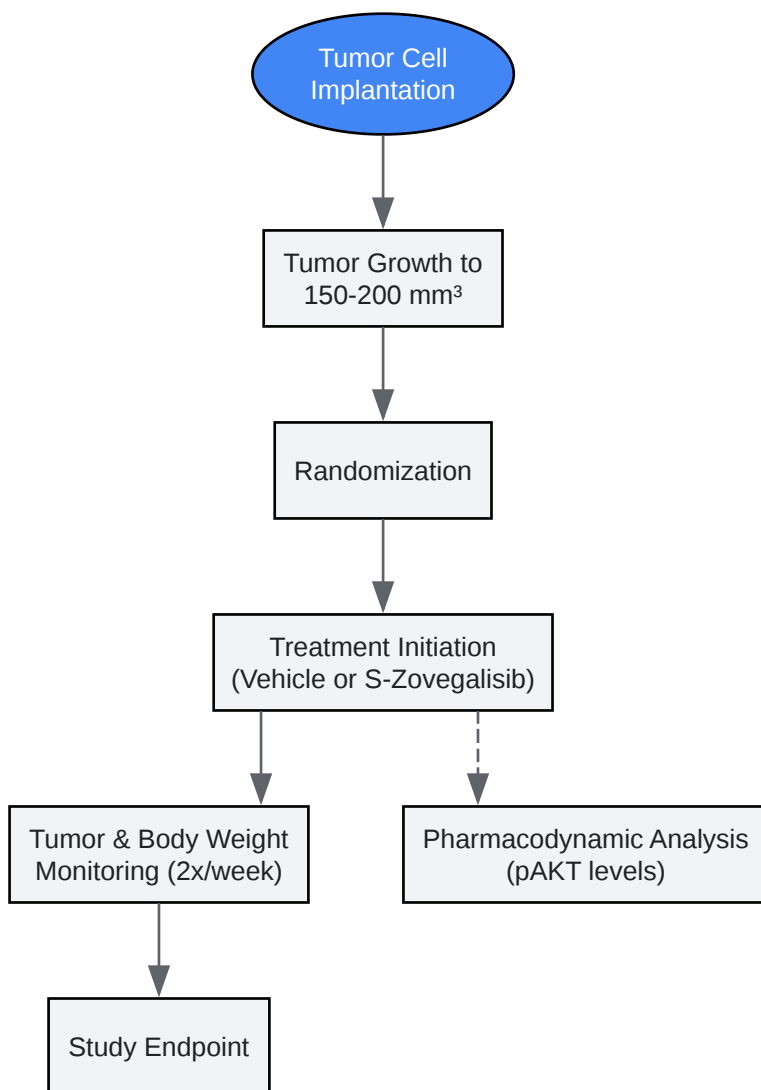 Tumor Cell
Implantation
Tumor Growth to
150-200 mm³
Randomization
Treatment Initiation
(Vehicle or S-Zovegalisib)
Tumor & Body Weight
Monitoring (2x/week)
Pharmacodynamic Analysis
(pAKT levels)
Study Endpoint